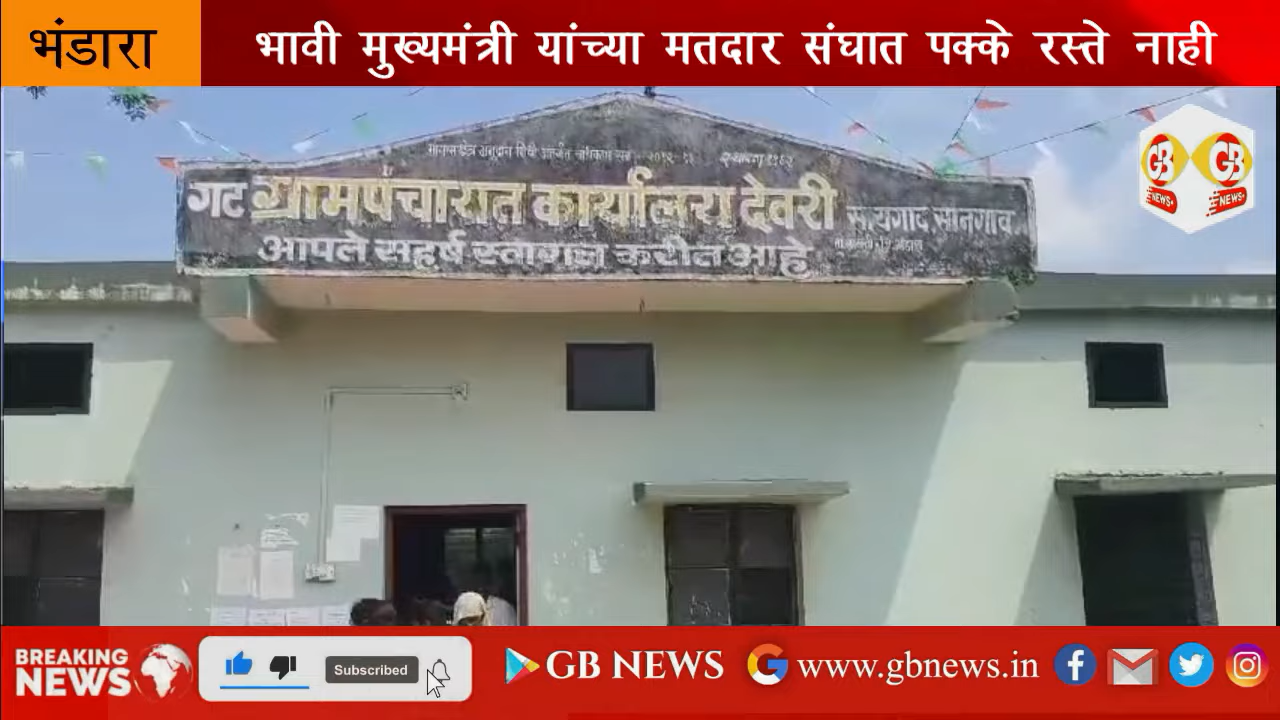 भंडारा
भावी मुख्यमंत्री यांच्या मतदार संघात पक्के रस्ते नाही
GB
NEWS
GB
NEWS
गट ग्रामपंचायत कार्यालय देवरी
आपले सहर्ष स्वागत करीत आहे
BREAKING
NEWS
Subscribed
GB NEWS
www.gbnews.in